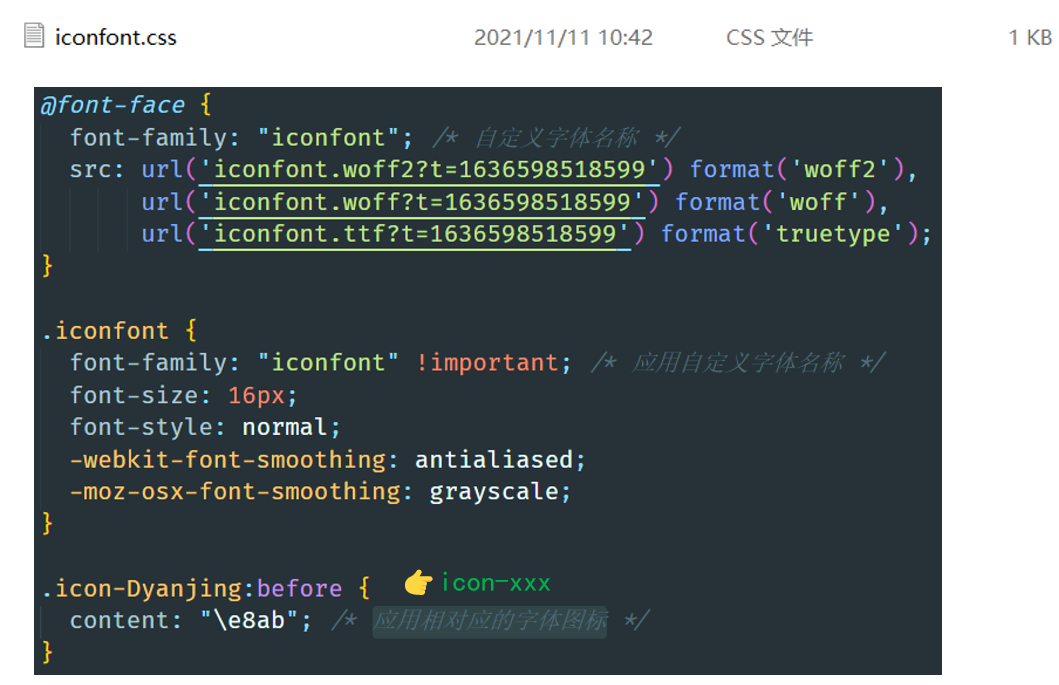 iconfont.css 2021/11/11 10:42 CSS 文件 1 KB
@font-face {
font-family: "iconfont"; /* 自定义字体名称 */
src: url('iconfont.woff2?t=1636598518599') format('woff2'),
url('iconfont.woff?t=1636598518599') format('woff'),
url('iconfont.ttf?t=1636598518599') format('truetype');
}
.iconfont {
font-family: "iconfont" !important; /* 应用自定义字体名称 */
font-size: 16px;
font-style: normal;
-webkit-font-smoothing: antialiased;
-moz-osx-font-smoothing: grayscale;
}
.icon-Dyanjing:before { 👉 icon-xxx
content: "\e8ab"; /* 应用相对应的字体图标 */
}